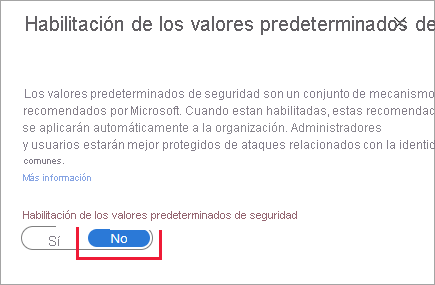 Habilitación de los valores predeterminados de
Los valores predeterminados de seguridad son un conjunto de mecanismo
recomendados por Microsoft. Cuando estan habilitadas, estas recomendac
se aplicarán automáticamente a la organización. Administradores
y usuarios estarán mejor protegidos de ataques relacionados con la identic
comunes.
Más información
Habilitación de los valores predeterminados de seguridad
Sí
No